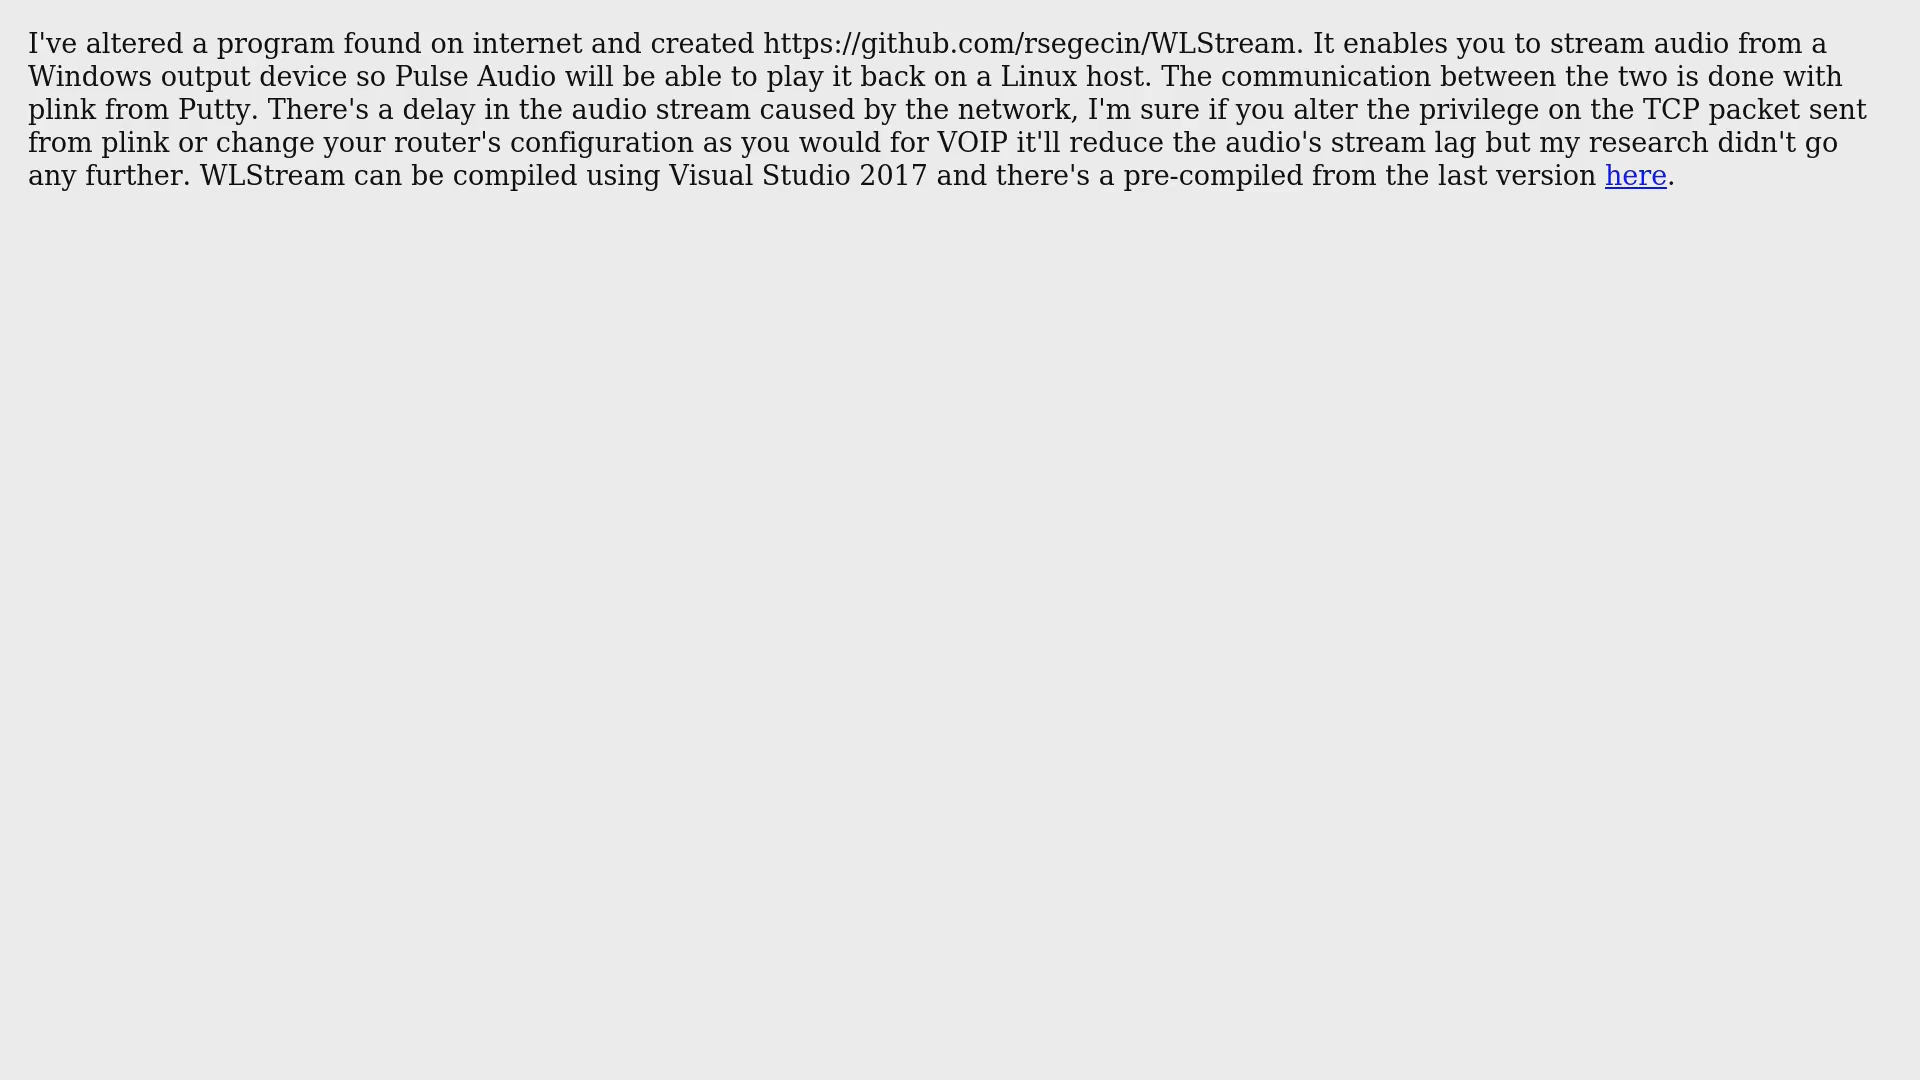 I've altered a program found on internet and created https://github.com/rsegecin/WLStream. It enables you to stream audio from a
Windows output device so Pulse Audio will be able to play it back on a Linux host. The communication between the two is done with
plink from Putty. There's a delay in the audio stream caused by the network, I'm sure if you alter the privilege on the TCP packet sent
from plink or change your router's configuration as you would for VOIP it'll reduce the audio's stream lag but my research didn't go
any further. WLStream can be compiled using Visual Studio 2017 and there's a pre-compiled from the last version here.